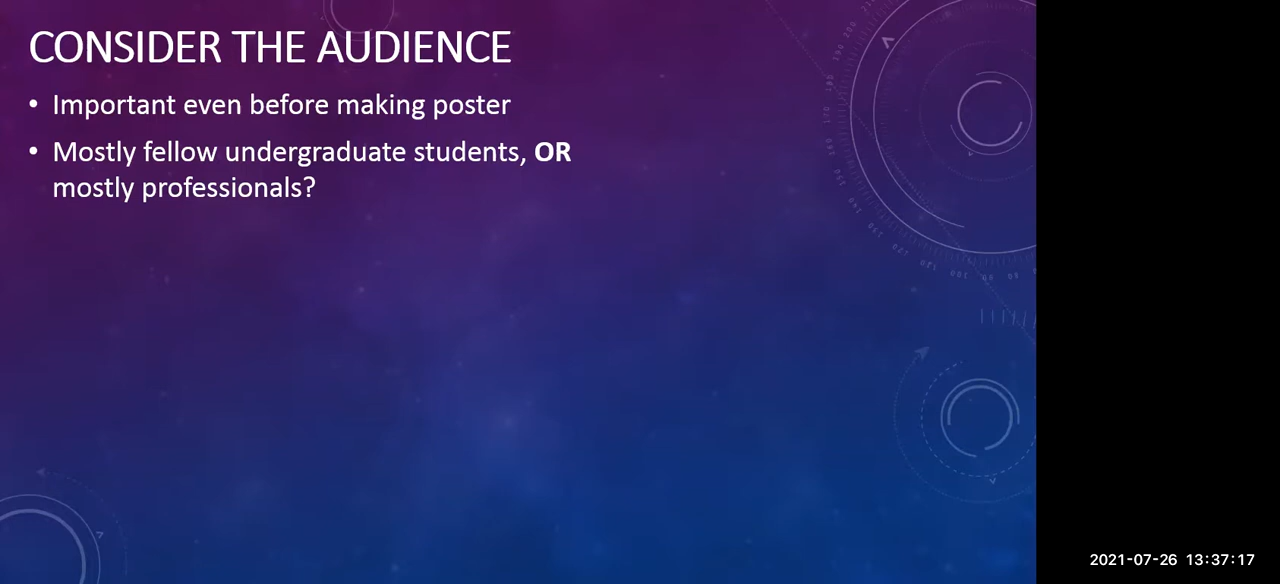 CONSIDER THE AUDIENCE
• Important even before making poster
• Mostly fellow undergraduate students, OR
mostly professionals?
2021-07-26 13:37:17